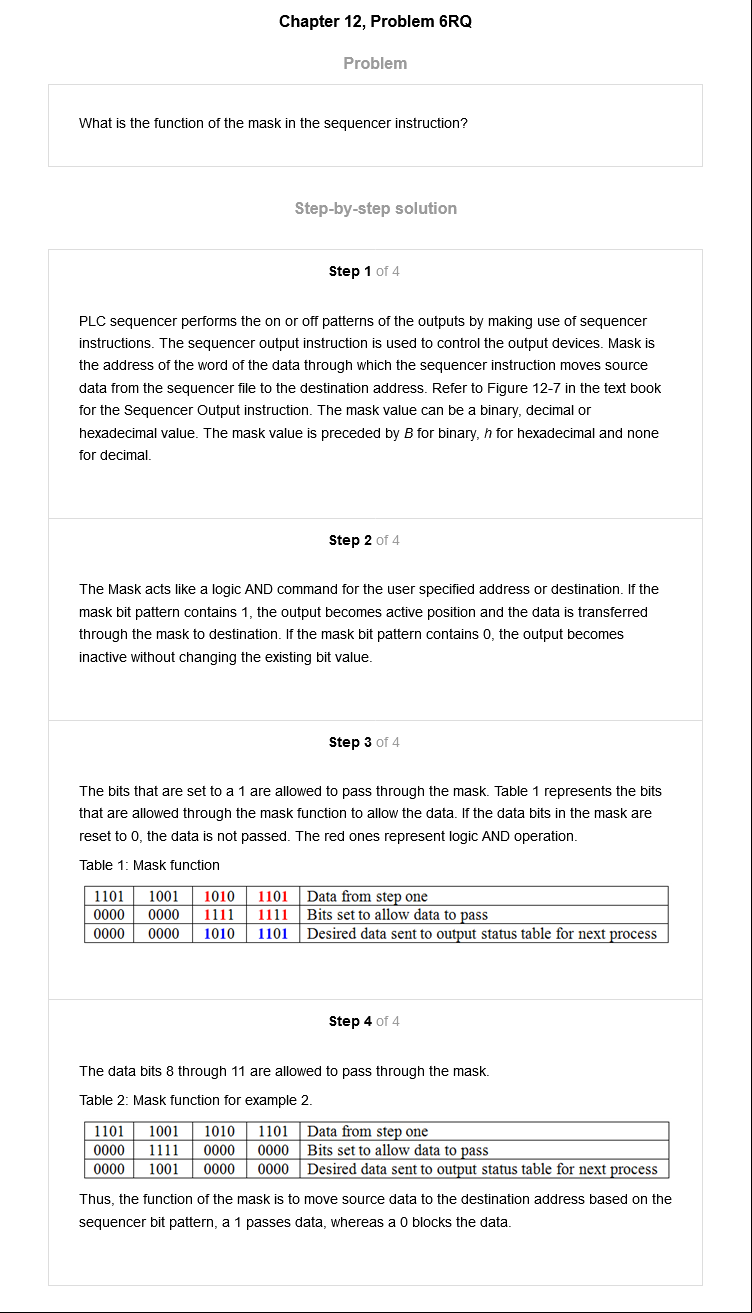 Chapter 12, Problem 6RQ
Problem
What is the function of the mask in the sequencer instruction?
Step-by-step solution
Step 1 of 4
PLC sequencer performs the on or off patterns of the outputs by making use of sequencer
instructions. The sequencer output instruction is used to control the output devices. Mask is
the address of the word of the data through which the sequencer instruction moves source
data from the sequencer file to the destination address. Refer to Figure 12-7 in the text book
for the Sequencer Output instruction. The mask value can be a binary, decimal or
hexadecimal value. The mask value is preceded by B for binary, h for hexadecimal and none
for decimal.
Step 2 of 4
The Mask acts like a logic AND command for the user specified address or destination. If the
mask bit pattern contains 1, the output becomes active position and the data is transferred
through the mask to destination. If the mask bit pattern contains 0, the output becomes
inactive without changing the existing bit value.
Step 3 of 4
The bits that are set to a 1 are allowed to pass through the mask. Table 1 represents the bits
that are allowed through the mask function to allow the data. If the data bits in the mask are
reset to 0, the data is not passed. The red ones represent logic AND operation.
Table 1: Mask function
1101 1001 1010 1101 Data from step one
0000 0000 1111 1111 Bits set to allow data to pass
0000 0000 1010 1101 Desired data sent to output status table for next process
Step 4 of 4
The data bits 8 through 11 are allowed to pass through the mask.
Table 2: Mask function for example 2.
1101 1001 1010 1101 Data from step one
0000 1111 0000 0000 Bits set to allow data to pass
0000 1001 0000 0000 Desired data sent to output status table for next process
Thus, the function of the mask is to move source data to the destination address based on the
sequencer bit pattern, a 1 passes data, whereas a 0 blocks the data.